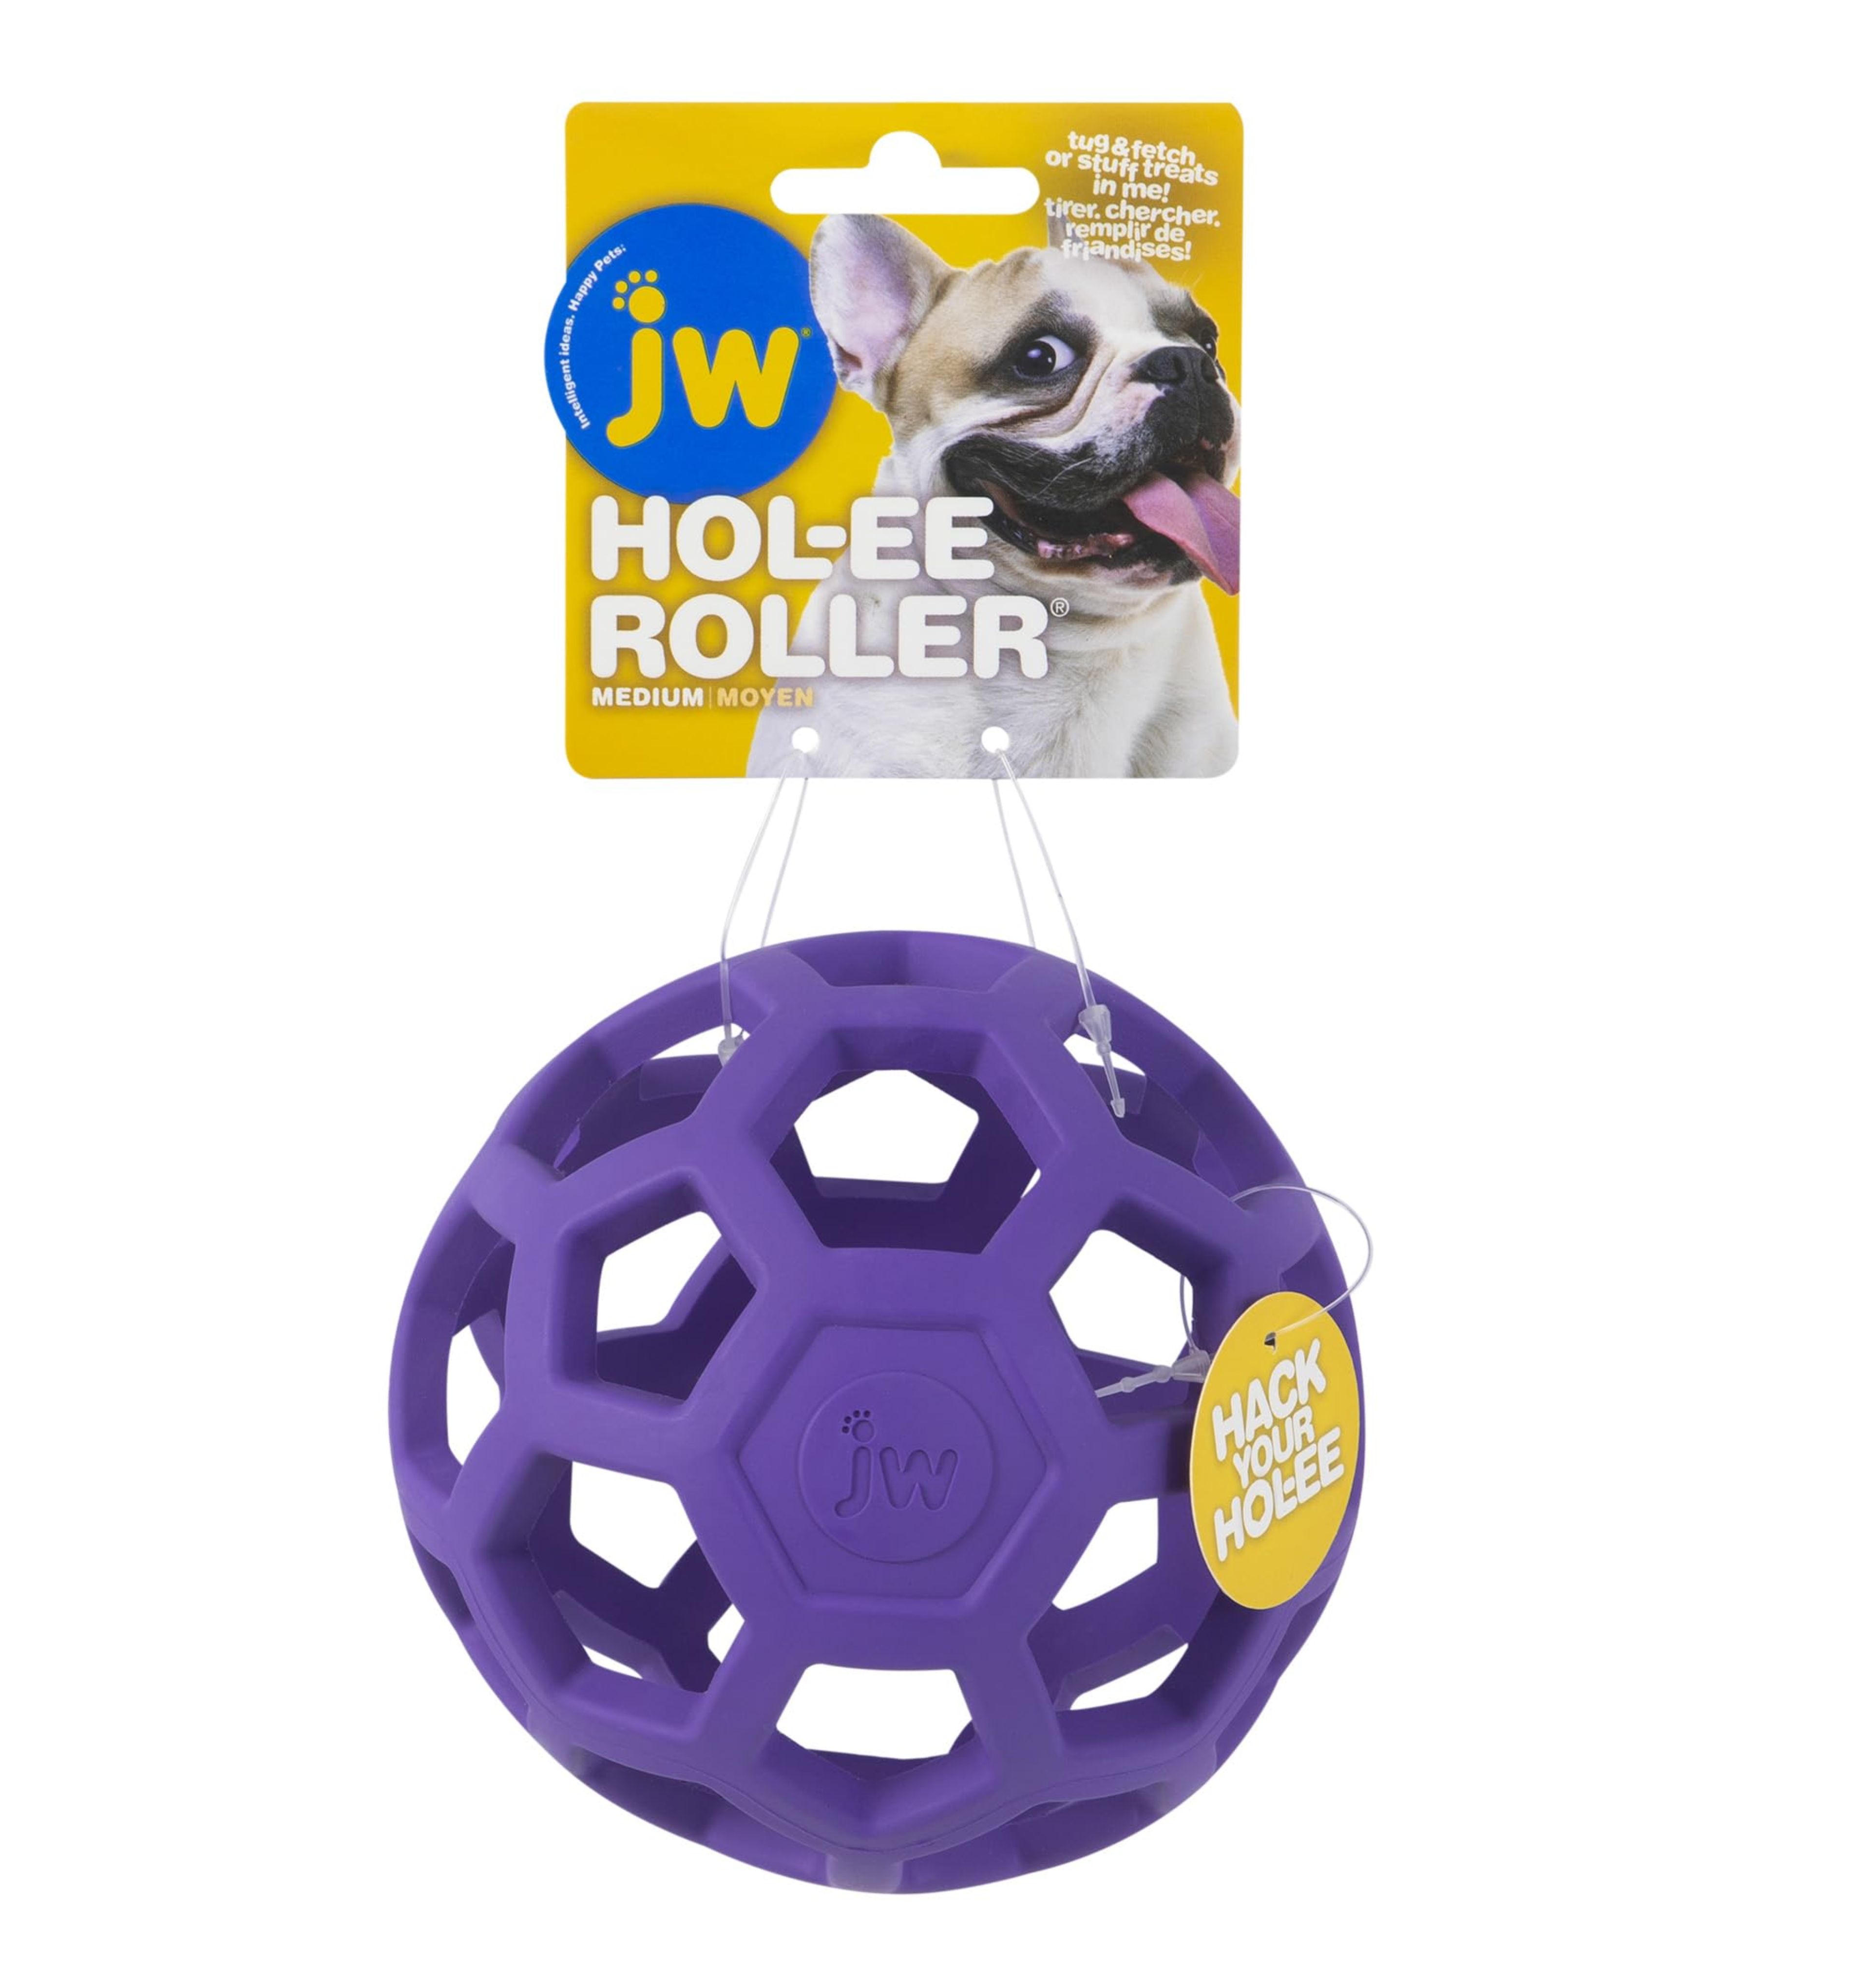 tug & fetch
or stuff treats
in me!
tirer. chercher.
remplir de
friandises!
Intelligent ideas. Happy Pets:
jw®
HOL-EE
ROLLER®
MEDIUM | MOYEN
jw
HACK
YOUR
HOL-EE